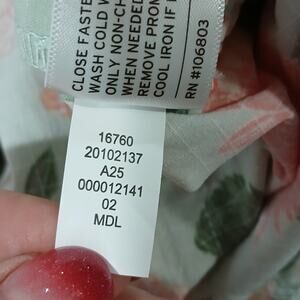 CLOSE FASTE
WASH COLD
ONLY NON-CH
WHEN NEEDED
REMOVE PROM
COOL IRON IF
RN #106803
16760
20102137
A25
000012141
02
MDL